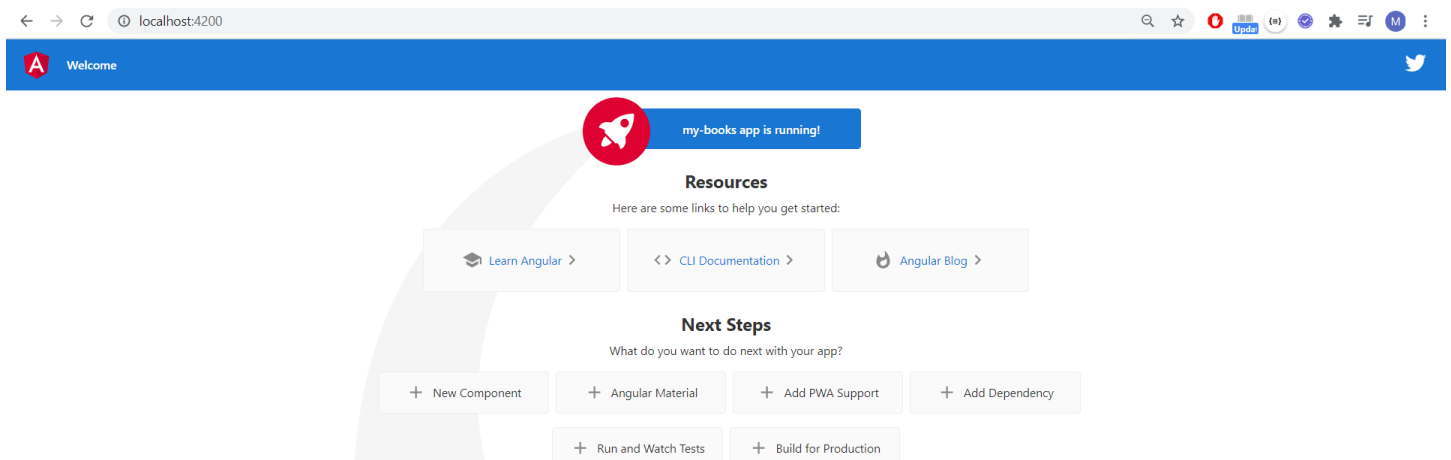 localhost:4200
Updat
{=}
M
A
Welcome
my-books app is running!
Resources
Here are some links to help you get started:
Learn Angular
CLI Documentation
Angular Blog
Next Steps
What do you want to do next with your app?
New Component
Angular Material
Add PWA Support
Add Dependency
Run and Watch Tests
Build for Production